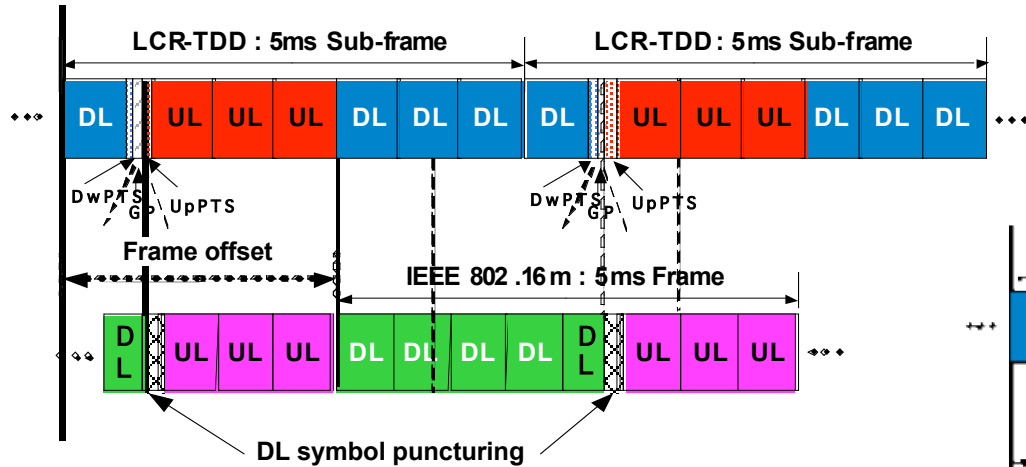 LCR-TDD : 5ms Sub-frame LCR-TDD : 5ms Sub-frame
DL UL UL UL DL DL DL DL UL UL UL DL DL DL
DwPTS GP UpPTS DwPTS GP UpPTS
Frame offset
IEEE 802 .16m : 5ms Frame
DL UL UL UL DL DL DL DL DL UL UL UL
DL symbol puncturing